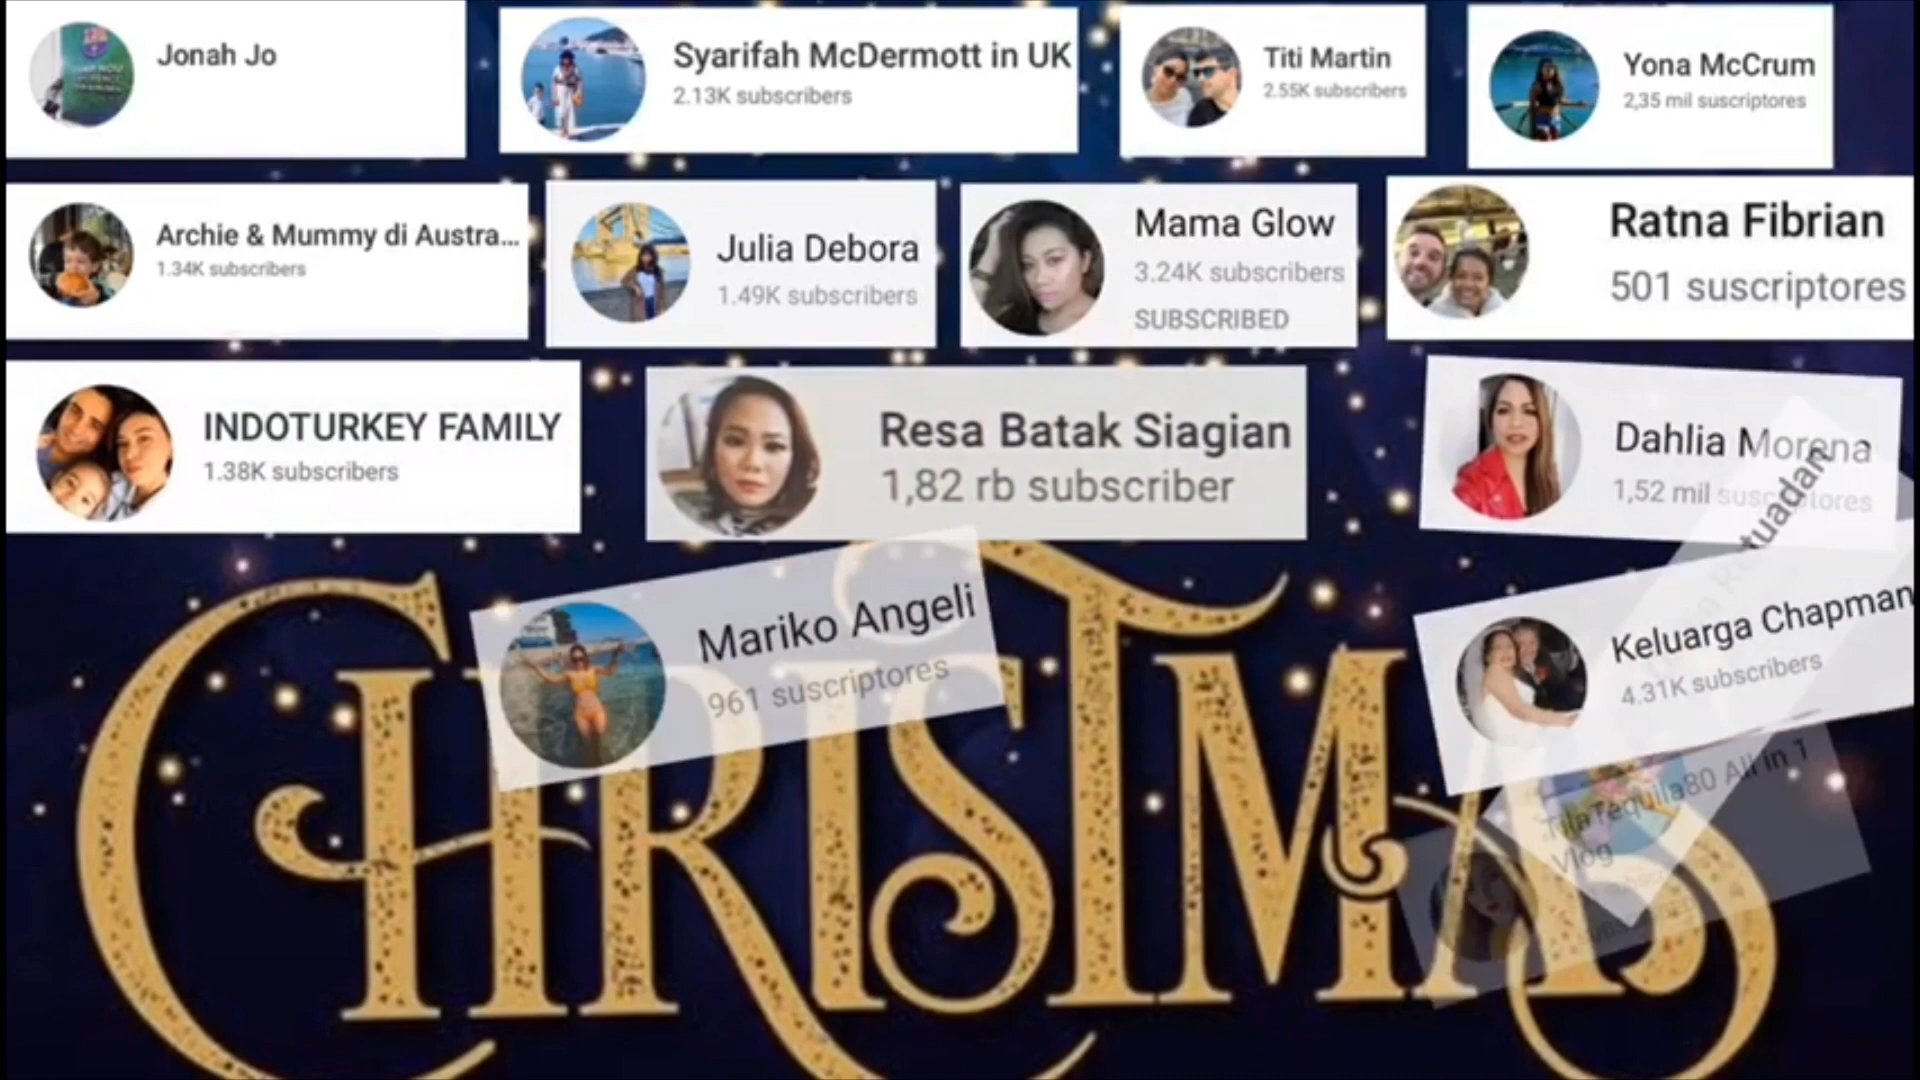 Jonah Jo
Syarifah McDermott in UK
2.13K subscribers
Titi Martin
2.55K subscribers
Yona McCrum
2,35 mil suscriptores
Archie & Mummy di Austra...
1.34K subscribers
Julia Debora
1.49K subscribers
Mama Glow
3.24K subscribers
SUBSCRIBED
Ratna Fibrian
501 suscriptores
INDOTURKEY FAMILY
1.38K subscribers
Resa Batak Siagian
1,82 rb subscriber
Dahlia Morena
1,52 mil suscriptores
Mariko Angeli
961 suscriptores
Keluarga Chapman
4.31K subscribers
TilaTequila80 All in 1
Vlog
CHRISTMAS